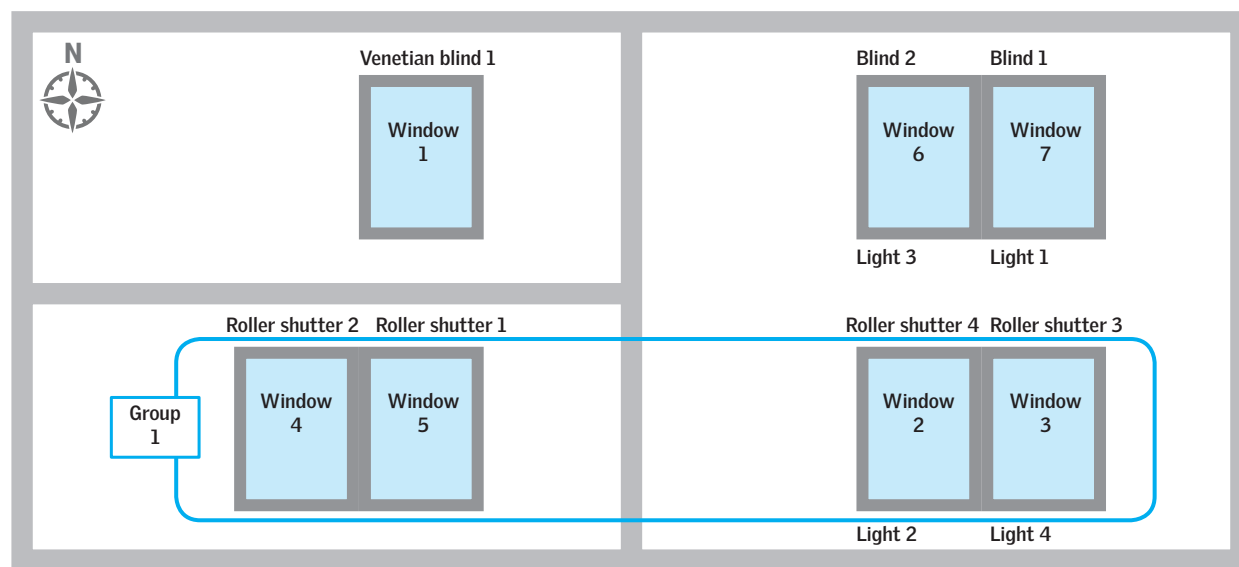 N
Venetian blind 1
Window
1
Blind 2 Blind 1
Window
6
Window
7
Light 3 Light 1
Roller shutter 2 Roller shutter 1
Group
1
Window
4
Window
5
Roller shutter 4 Roller shutter 3
Window
2
Window
3
Light 2 Light 4